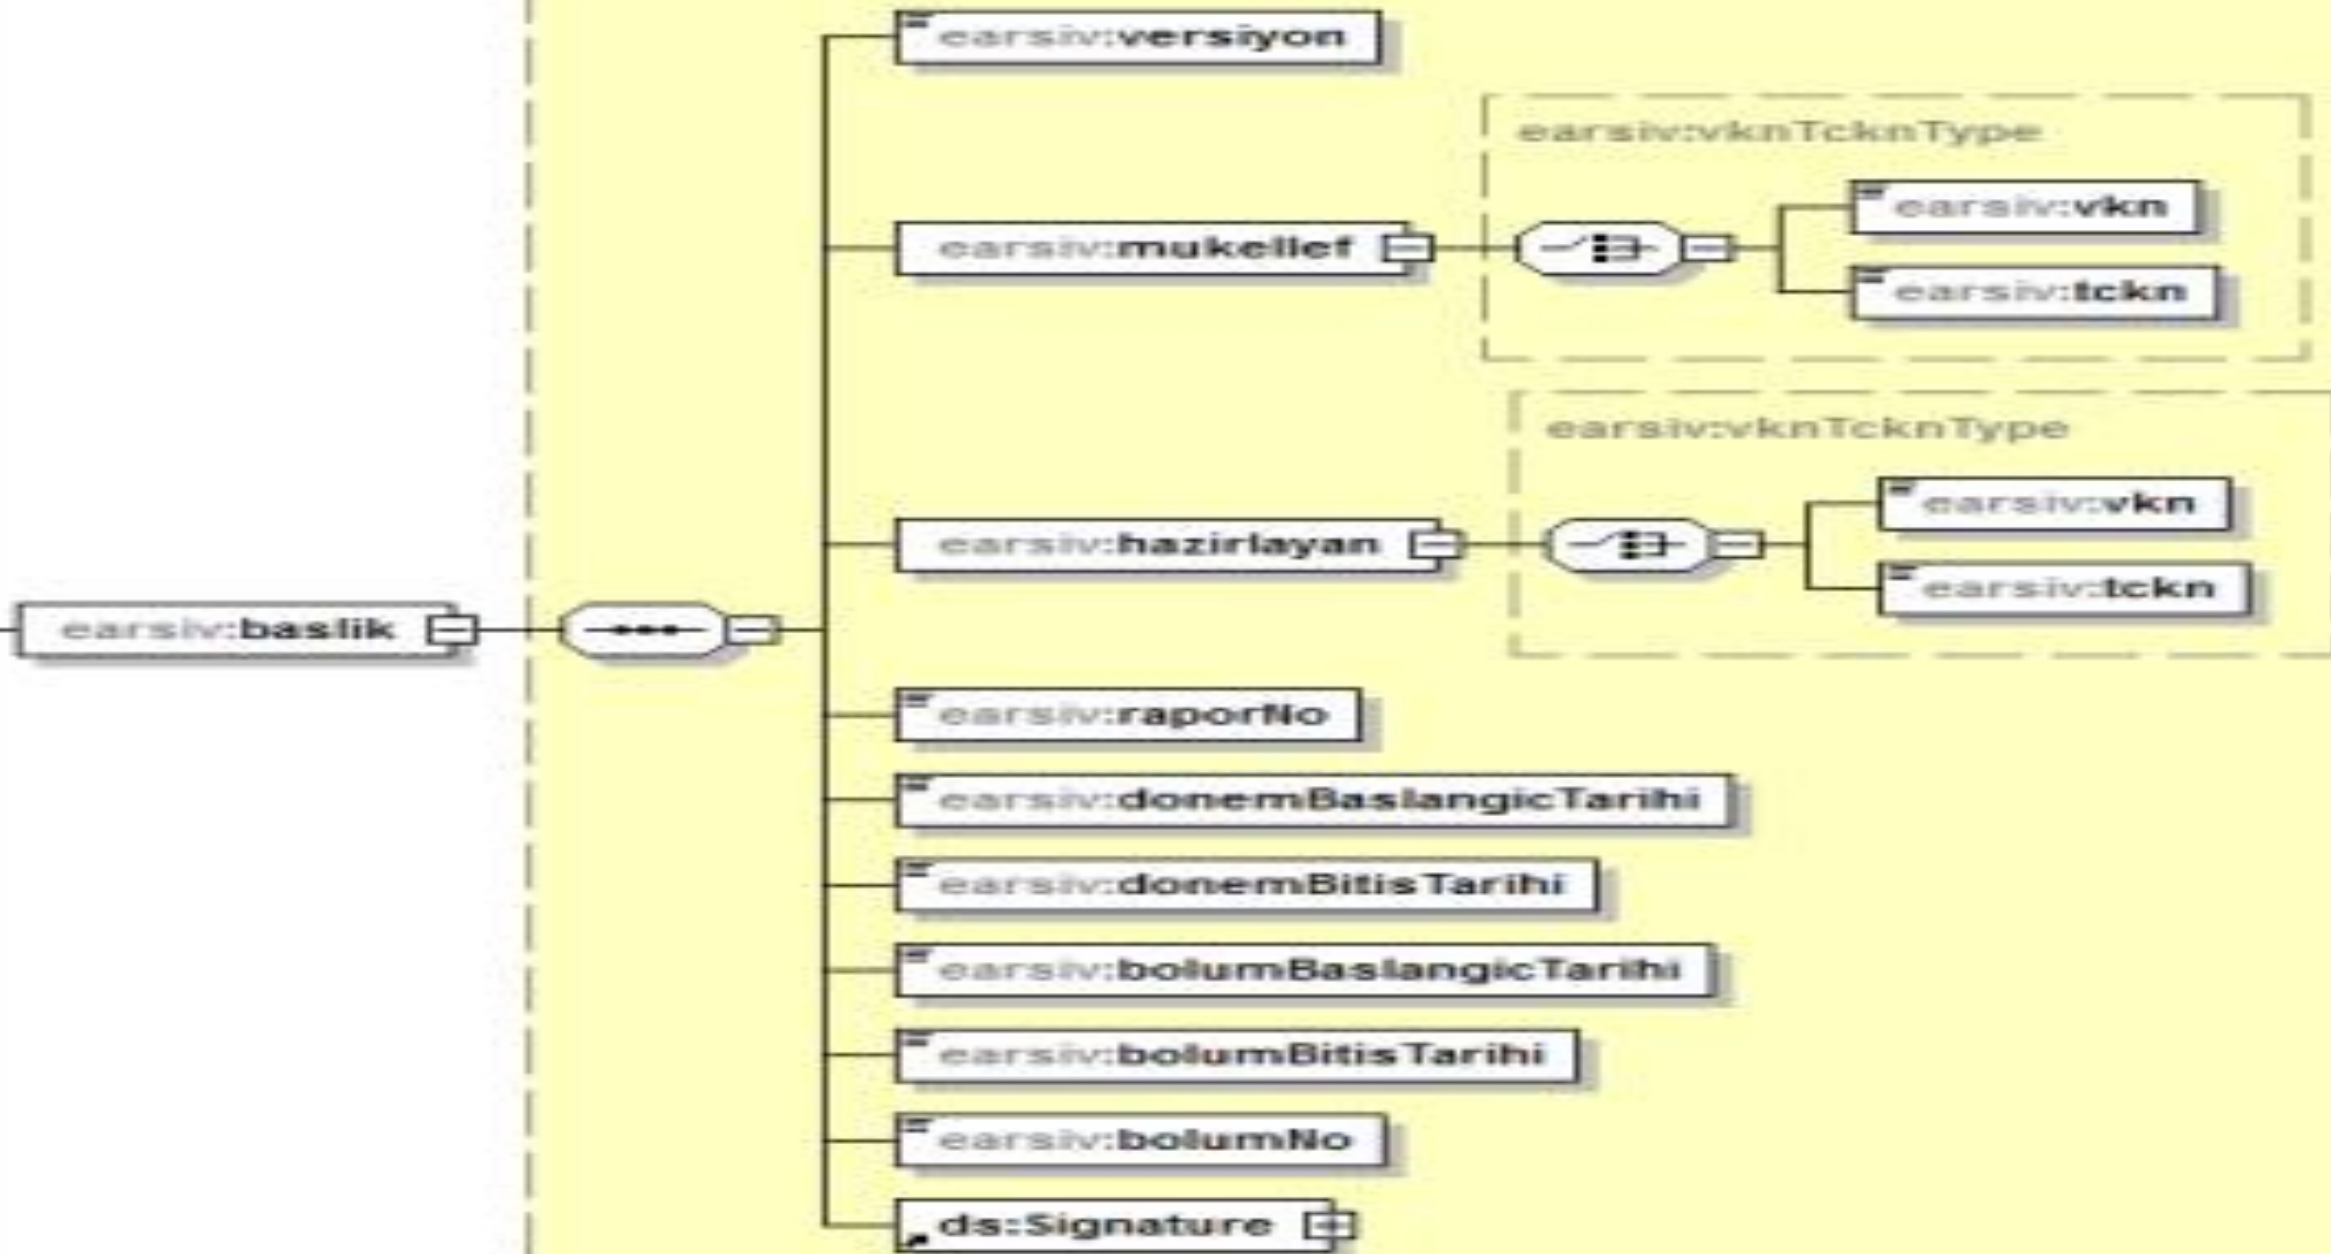 earsiv:versiyon
earsiv:vknTcknType
earsiv:vkn
earsiv:mukellef
earsiv:tckn
earsiv:vknTcknType
earsiv:vkn
earsiv:hazirlayan
earsiv:tckn
earsiv:baslik
earsiv:raporNo
earsiv:donemBaslangicTarihi
earsiv:donemBitisTarihi
earsiv:bolumBaslangicTarihi
earsiv:bolumBitisTarihi
earsiv:bolumNo
ds:Signature